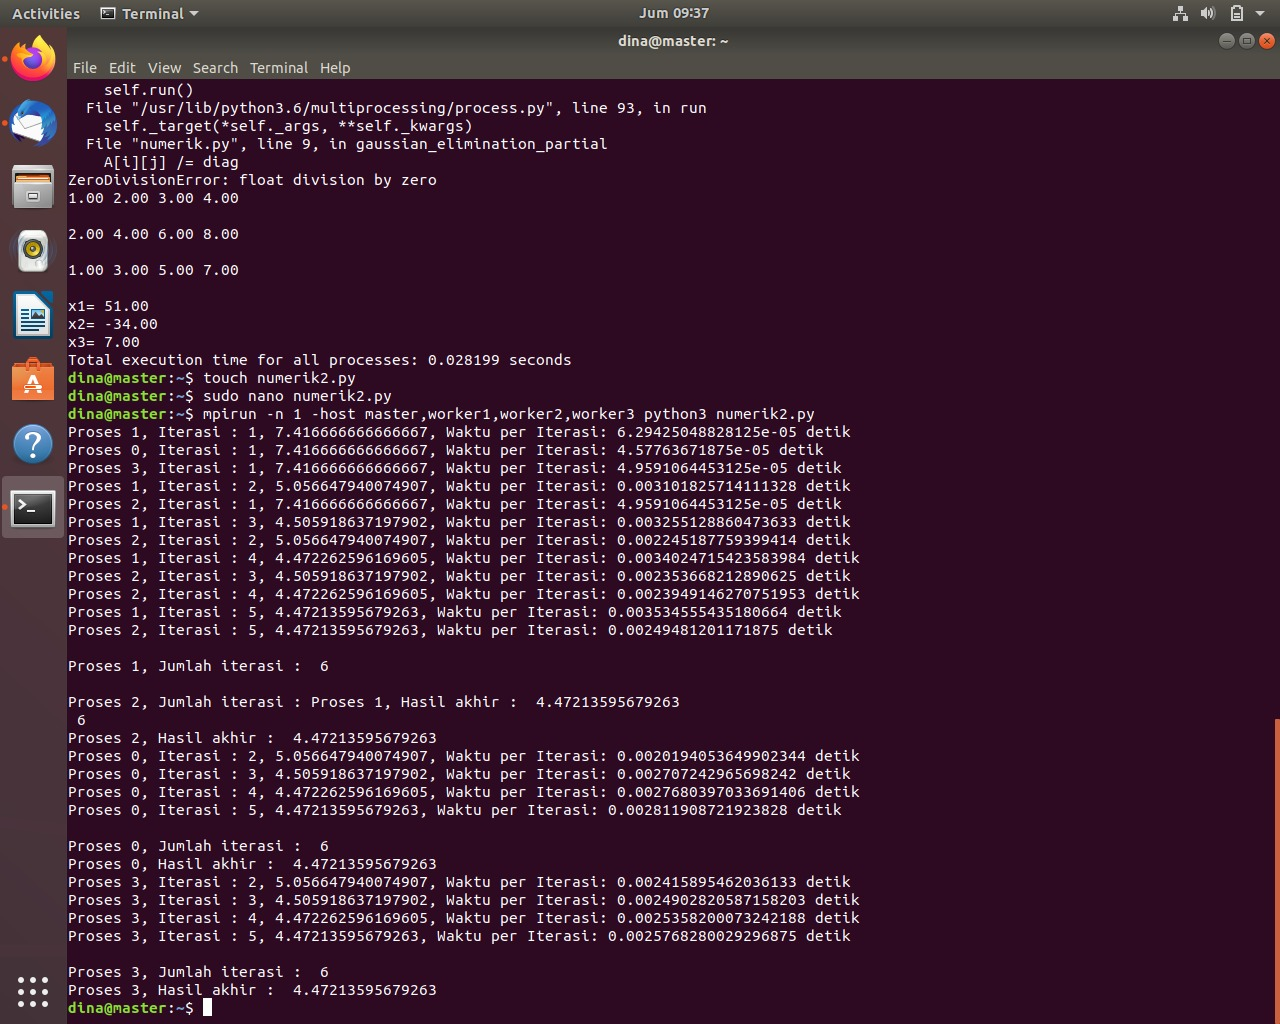 Activities Terminal Jum 09:37
dina@master: ~
File Edit View Search Terminal Help
self.run()
File "/usr/lib/python3.6/multiprocessing/process.py", line 93, in run
self._target(*self._args, **self._kwargs)
File "numerik.py", line 9, in gaussian_elimination_partial
A[i][j] /= diag
ZeroDivisionError: float division by zero
1.00 2.00 3.00 4.00
2.00 4.00 6.00 8.00
1.00 3.00 5.00 7.00
x1= 51.00
x2= -34.00
x3= 7.00
Total execution time for all processes: 0.028199 seconds
dina@master:~$ touch numerik2.py
dina@master:~$ sudo nano numerik2.py
dina@master:~$ mpirun -n 1 -host master,worker1,worker2,worker3 python3 numerik2.py
Proses 1, Iterasi : 1, 7.416666666666667, Waktu per Iterasi: 6.29425048828125e-05 detik
Proses 0, Iterasi : 1, 7.416666666666667, Waktu per Iterasi: 4.57763671875e-05 detik
Proses 3, Iterasi : 1, 7.416666666666667, Waktu per Iterasi: 4.9591064453125e-05 detik
Proses 1, Iterasi : 2, 5.056647940074907, Waktu per Iterasi: 0.003101825714111328 detik
Proses 2, Iterasi : 1, 7.416666666666667, Waktu per Iterasi: 4.9591064453125e-05 detik
Proses 1, Iterasi : 3, 4.505918637197902, Waktu per Iterasi: 0.003255128860473633 detik
Proses 2, Iterasi : 2, 5.056647940074907, Waktu per Iterasi: 0.002245187759399414 detik
Proses 1, Iterasi : 4, 4.472262596169605, Waktu per Iterasi: 0.0034024715423583984 detik
Proses 2, Iterasi : 3, 4.505918637197902, Waktu per Iterasi: 0.002353668212890625 detik
Proses 2, Iterasi : 4, 4.472262596169605, Waktu per Iterasi: 0.0023949146270751953 detik
Proses 1, Iterasi : 5, 4.47213595679263, Waktu per Iterasi: 0.003534555435180664 detik
Proses 2, Iterasi : 5, 4.47213595679263, Waktu per Iterasi: 0.00249481201171875 detik
Proses 1, Jumlah iterasi :  6
Proses 2, Jumlah iterasi : Proses 1, Hasil akhir :  4.47213595679263
6
Proses 2, Hasil akhir :  4.47213595679263
Proses 0, Iterasi : 2, 5.056647940074907, Waktu per Iterasi: 0.0020194053649902344 detik
Proses 0, Iterasi : 3, 4.505918637197902, Waktu per Iterasi: 0.002707242965698242 detik
Proses 0, Iterasi : 4, 4.472262596169605, Waktu per Iterasi: 0.0027680397033691406 detik
Proses 0, Iterasi : 5, 4.47213595679263, Waktu per Iterasi: 0.002811908721923828 detik
Proses 0, Jumlah iterasi :  6
Proses 0, Hasil akhir :  4.47213595679263
Proses 3, Iterasi : 2, 5.056647940074907, Waktu per Iterasi: 0.002415895462036133 detik
Proses 3, Iterasi : 3, 4.505918637197902, Waktu per Iterasi: 0.0024902820587158203 detik
Proses 3, Iterasi : 4, 4.472262596169605, Waktu per Iterasi: 0.0025358200073242188 detik
Proses 3, Iterasi : 5, 4.47213595679263, Waktu per Iterasi: 0.0025768280029296875 detik
Proses 3, Jumlah iterasi :  6
Proses 3, Hasil akhir :  4.47213595679263
dina@master:~$